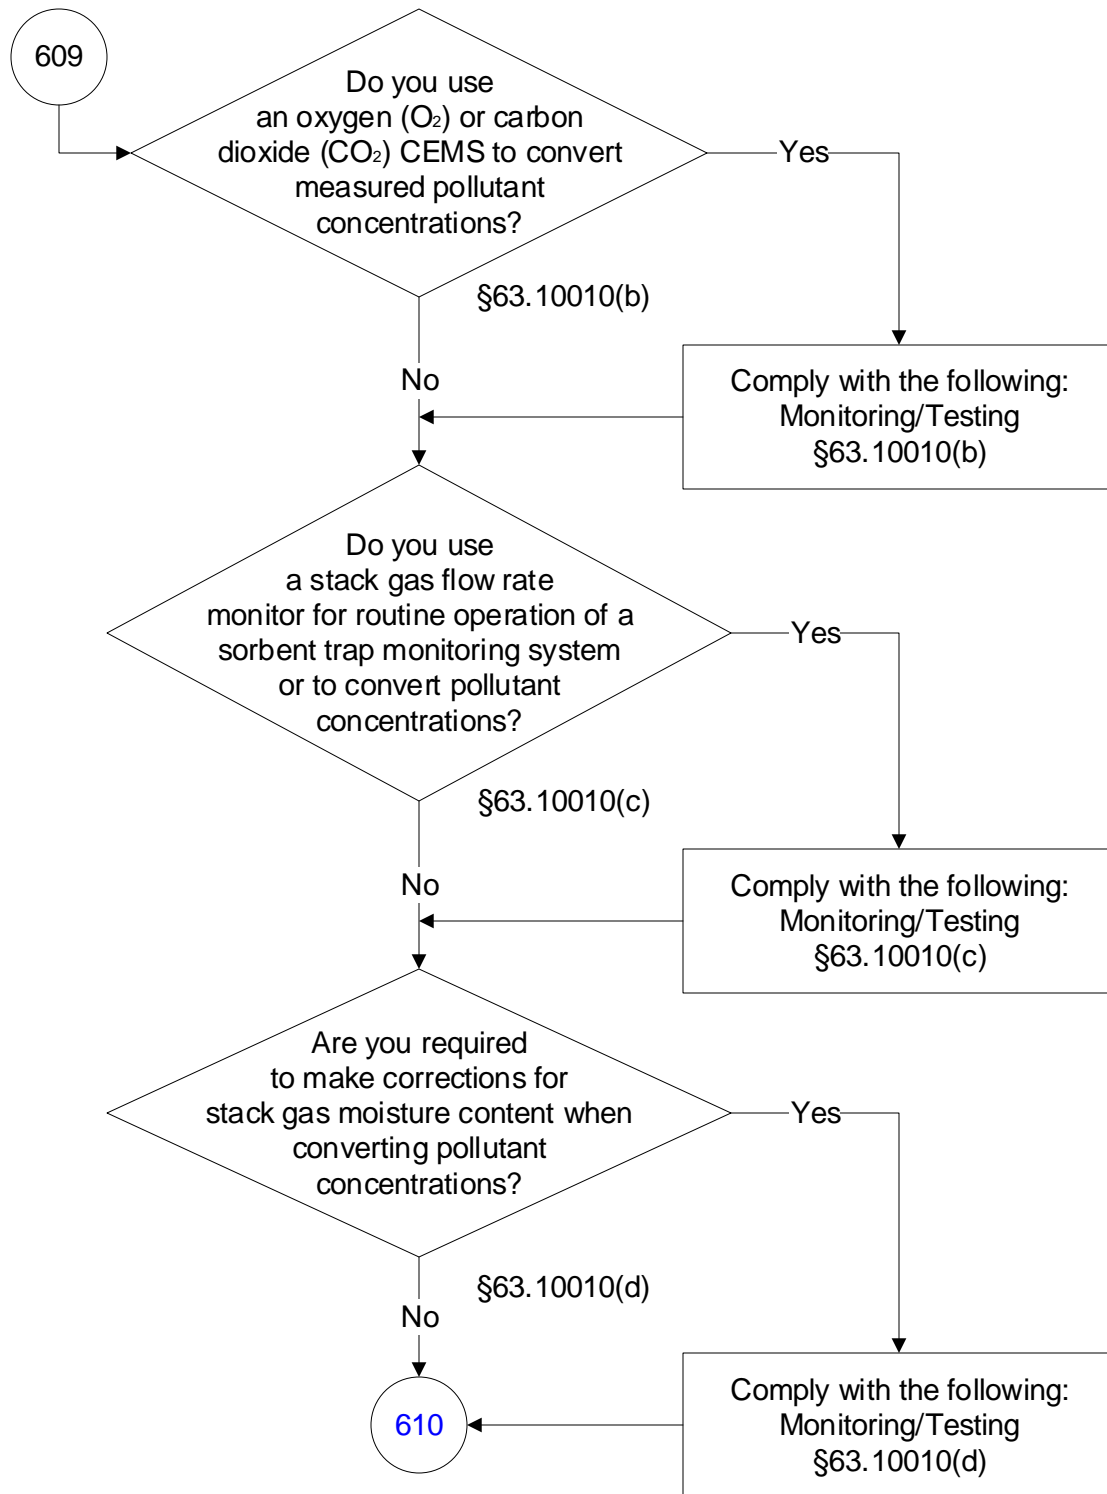 609
Do you use
an oxygen (O₂) or carbon
dioxide (CO₂) CEMS to convert
measured pollutant
concentrations?
Yes
§63.10010(b)
No
Comply with the following:
Monitoring/Testing
§63.10010(b)
Do you use
a stack gas flow rate
monitor for routine operation of a
sorbent trap monitoring system
or to convert pollutant
concentrations?
Yes
§63.10010(c)
No
Comply with the following:
Monitoring/Testing
§63.10010(c)
Are you required
to make corrections for
stack gas moisture content when
converting pollutant
concentrations?
Yes
§63.10010(d)
No
Comply with the following:
Monitoring/Testing
§63.10010(d)
610